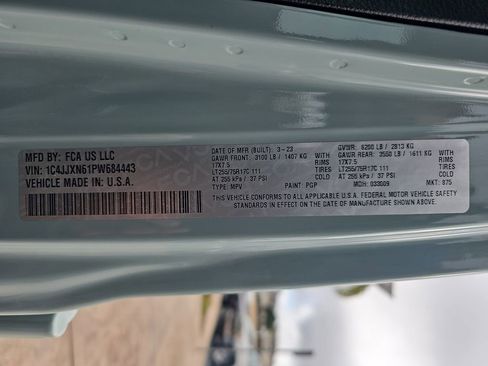 MFD BY: FCA US LLC
VIN: 1C4JJXN61PW684443
VEHICLE MADE IN: U.S.A.
DATE OF MFR (BUILT): 3-23
GAWR FRONT: 3100 LB / 1407 KG WITH
17X7.5 RIMS
LT255/75R17C 111 TIRES
AT 255 kPa / 37 PSI COLD
TYPE: MPV PAINT: PGP
GVWR: 6200 LB / 2813 KG
GAWR REAR: 3550 LB / 1611 KG WITH
17X7.5 RIMS
LT255/75R17C 111 TIRES
AT 255 kPa / 37 PSI COLD
MDH: 033009 MKT: 875
THIS VEHICLE CONFORMS TO ALL APPLICABLE U.S.A. FEDERAL MOTOR VEHICLE SAFETY
STANDARDS IN EFFECT ON THE DATE OF MANUFACTURE SHOWN ABOVE.